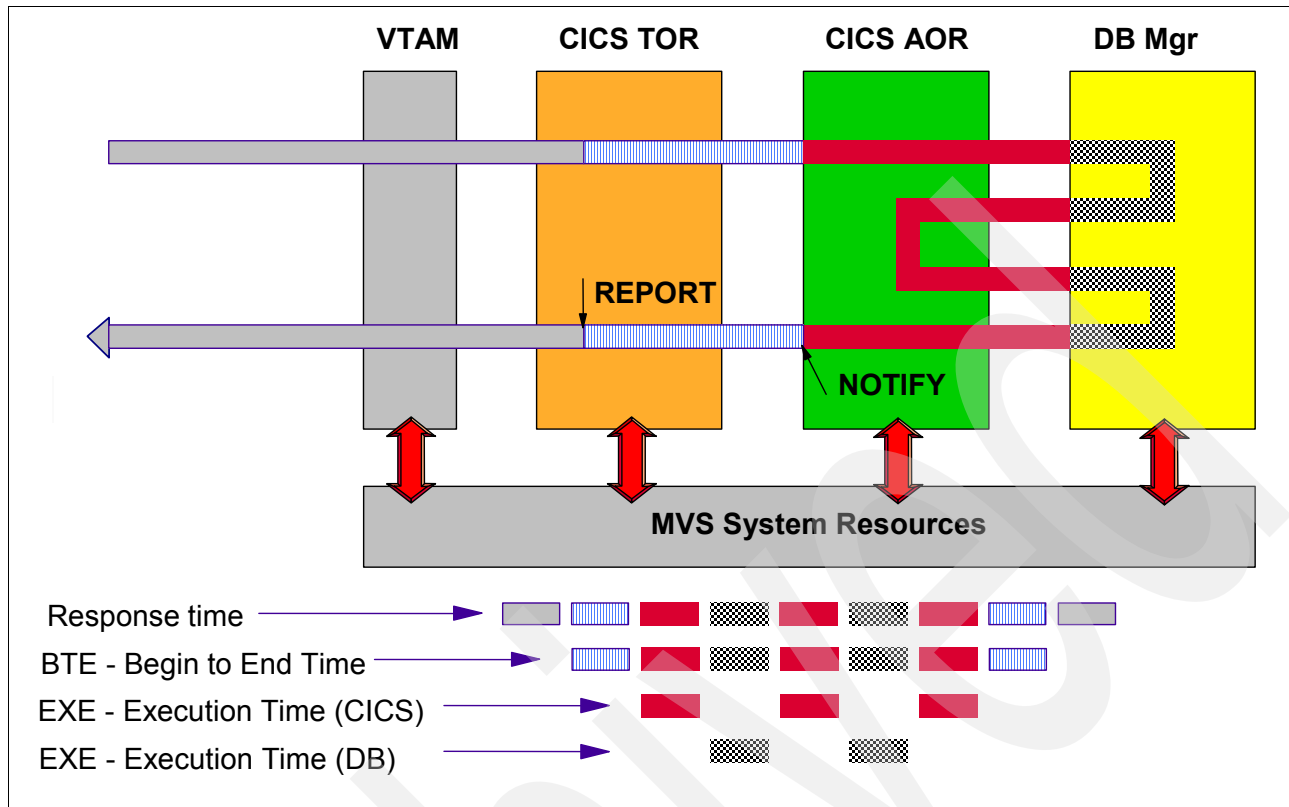 VTAM
CICS TOR
CICS AOR
DB Mgr
REPORT
NOTIFY
MVS System Resources
Response time
BTE - Begin to End Time
EXE - Execution Time (CICS)
EXE - Execution Time (DB)